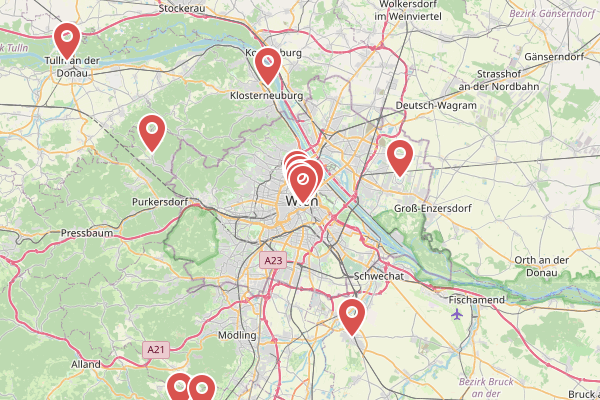 Stockerau
Wolkersdorf
im Weinviertel
Bezirk Gänserndorf
Tulln an der
Donau
Gänserndorf
Strasshof
an der Nordbahn
Klosterneuburg
Deutsch-Wagram
Purkersdorf
Wien
Groß-Enzersdorf
Pressbaum
A23
Orth an der
Donau
Schwechat
Fischamend
Mödling
A21
Alland
Bezirk Bruck
an der
Bruck a